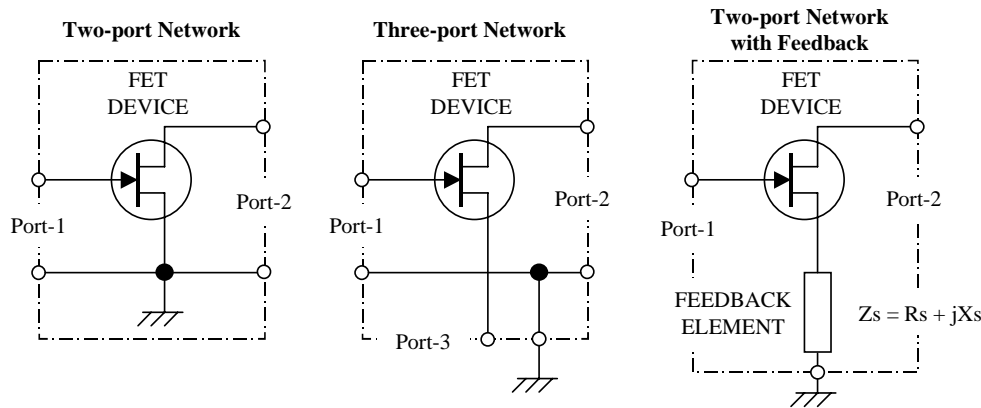 Two-port Network
FET
DEVICE
Port-1
Port-2
Three-port Network
FET
DEVICE
Port-1
Port-2
Port-3
Two-port Network
with Feedback
FET
DEVICE
Port-1
Port-2
FEEDBACK
ELEMENT
Zs = Rs + jXs